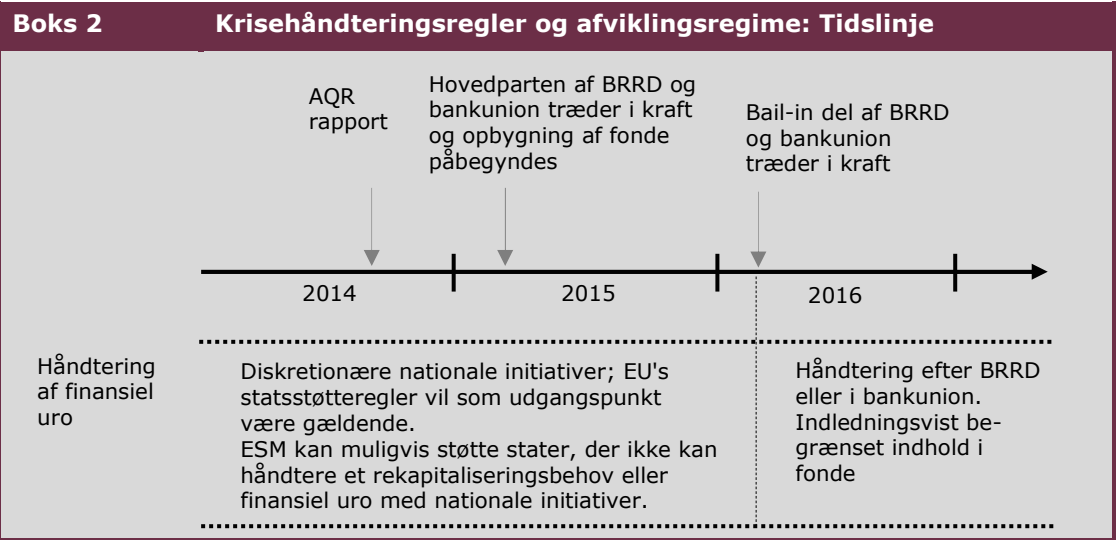 Boks 2 Krisehåndteringsregler og afviklingsregime: Tidslinje
AQR
rapport
Hovedparten af BRRD og
bankunion træder i kraft
og opbygning af fonde
påbegyndes
Bail-in del af BRRD
og bankunion
træder i kraft
2014 2015 2016
Håndtering
af finansiel
uro
Diskretionære nationale initiativer; EU's
statsstøtteregler vil som udgangspunkt
være gældende.
ESM kan muligvis støtte stater, der ikke kan
håndtere et rekapitaliseringsbehov eller
finansiel uro med nationale initiativer.
Håndtering efter BRRD
eller i bankunion.
Indledningsvist be-
grænset indhold i
fonde